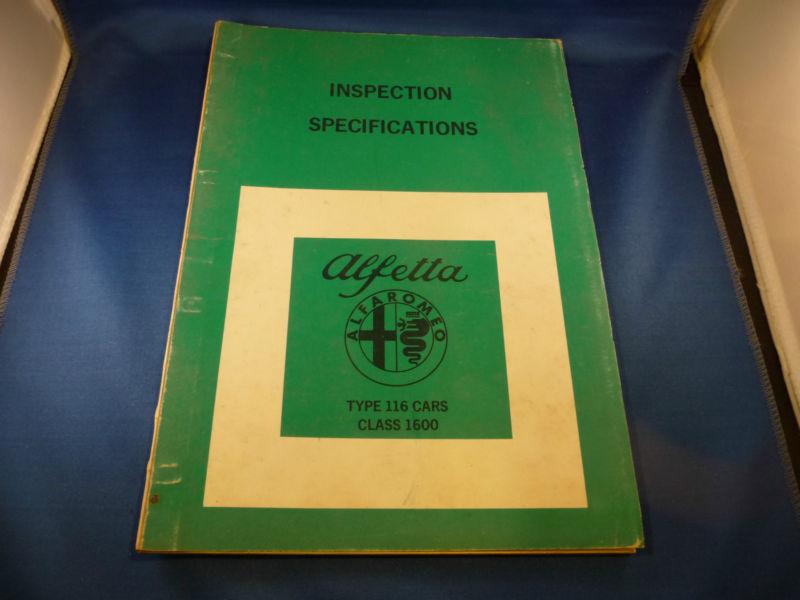 INSPECTION
SPECIFICATIONS
Alfetta
ALFA ROMEO
TYPE 116 CARS
CLASS 1600